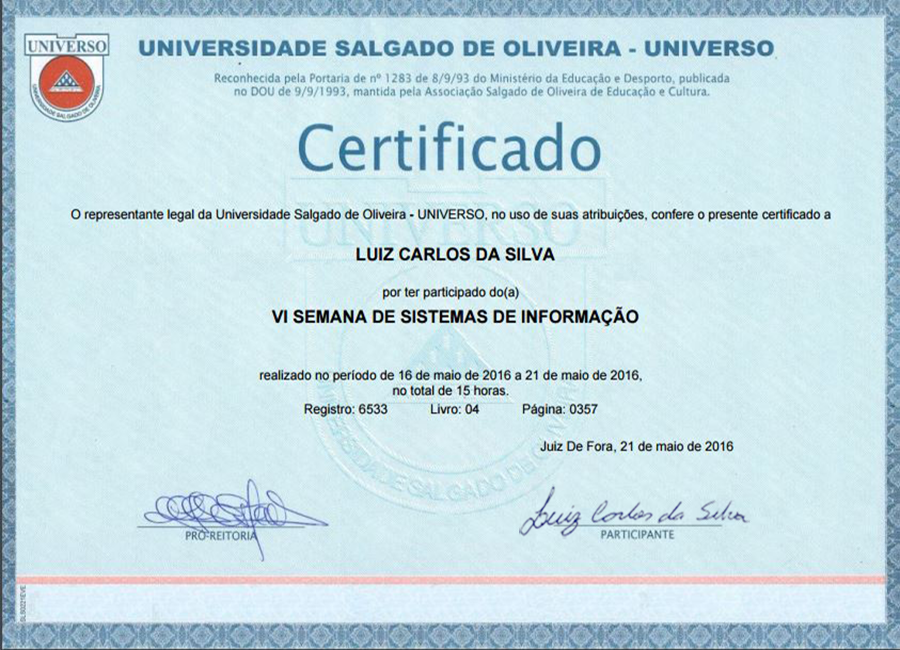 UNIVERSO
UNIVERSIDADE SALGADO DE OLIVEIRA
UNIVERSIDADE SALGADO DE OLIVEIRA - UNIVERSO
Reconhecida pela Portaria de nº 1283 de 8/9/93 do Ministério da Educação e Desporto, publicada
no DOU de 9/9/1993, mantida pela Associação Salgado de Oliveira de Educação e Cultura.
Certificado
O representante legal da Universidade Salgado de Oliveira - UNIVERSO, no uso de suas atribuições, confere o presente certificado a
UNIVERSO
LUIZ CARLOS DA SILVA
por ter participado do(a)
VI SEMANA DE SISTEMAS DE INFORMAÇÃO
realizado no período de 16 de maio de 2016 a 21 de maio de 2016,
no total de 15 horas.
Registro: 6533 Livro: 04 Página: 0357
UNIVERSIDADE SALGADO DE OLIVEIRA
Juiz De Fora, 21 de maio de 2016
Luiz Carlos da Silva
PRÓ-REITORIA PARTICIPANTE